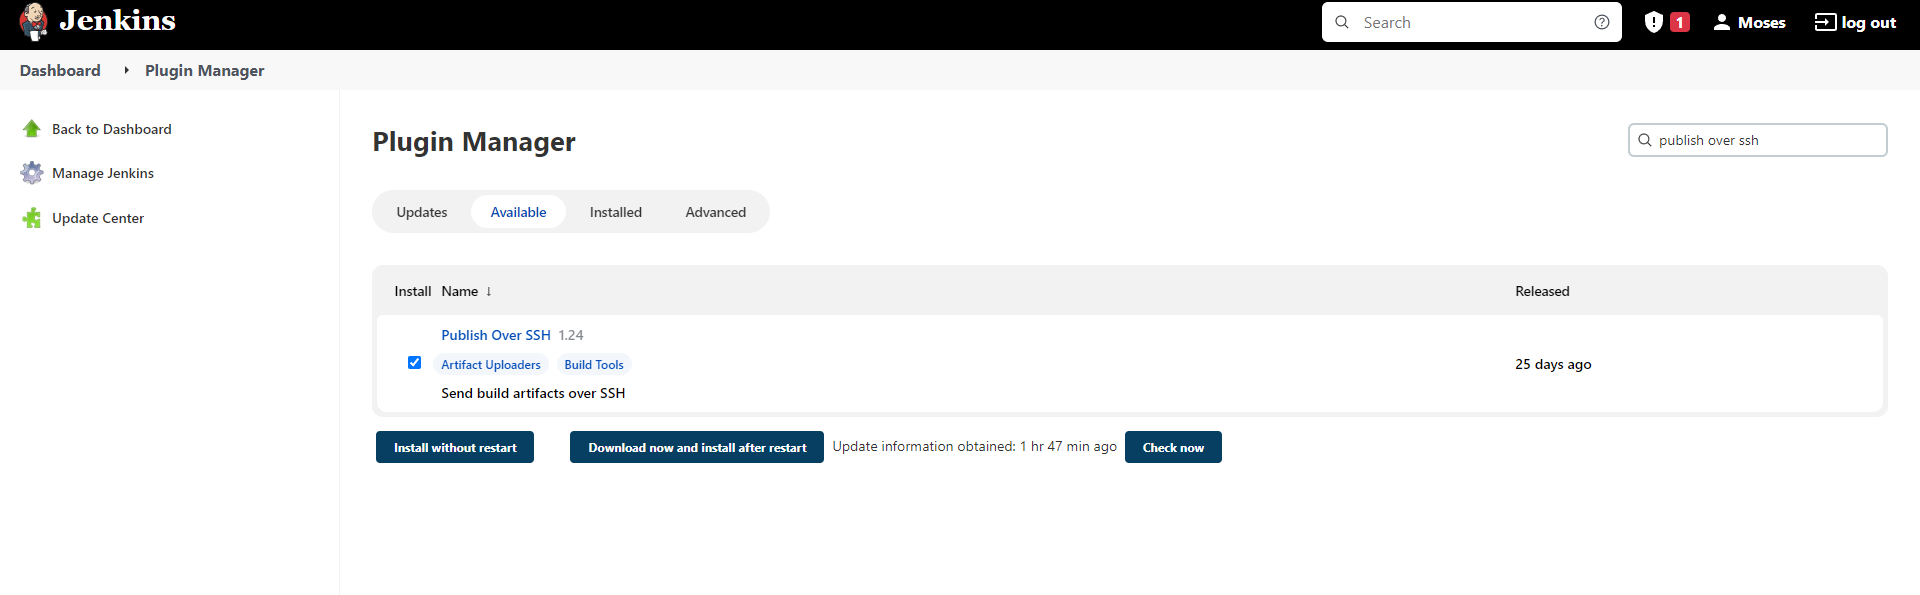 Jenkins
Search
1
Moses
log out
Dashboard
Plugin Manager
Back to Dashboard
Manage Jenkins
Update Center
Plugin Manager
publish over ssh
Updates
Available
Installed
Advanced
Install Name ↓ Released
Publish Over SSH 1.24
Artifact Uploaders Build Tools
Send build artifacts over SSH
25 days ago
Install without restart
Download now and install after restart
Update information obtained: 1 hr 47 min ago
Check now